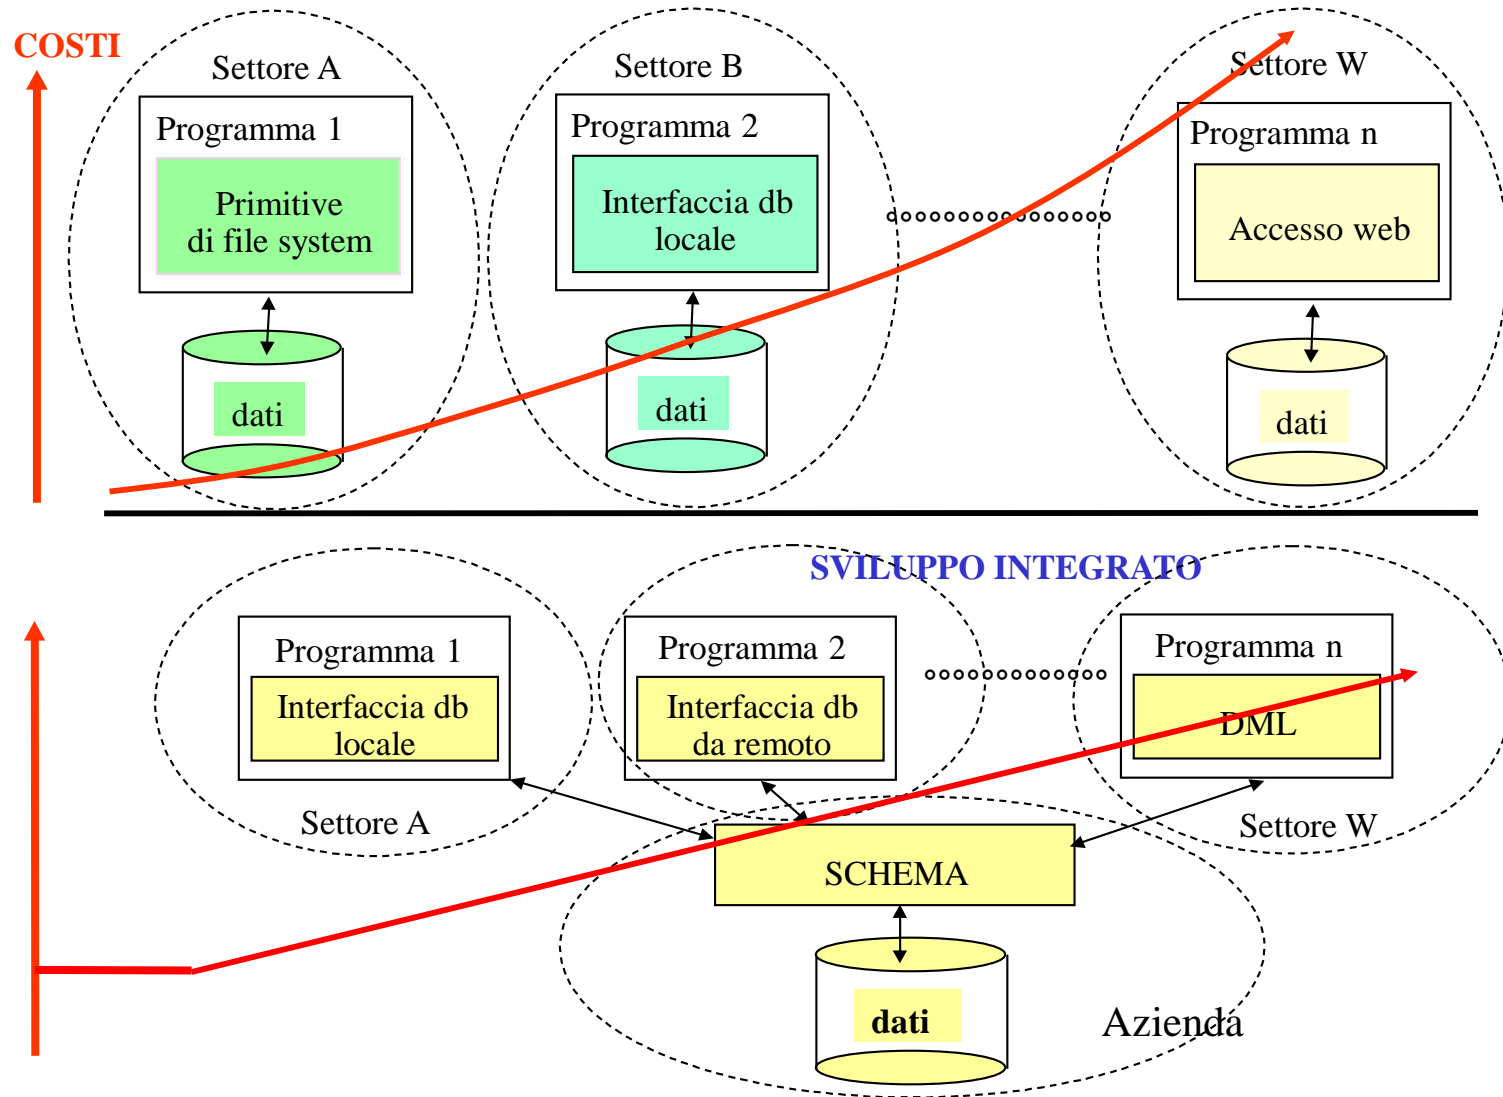 COSTI
Settore A
Programma 1
Primitive
di file system
dati
Settore B
Programma 2
Interfaccia db
locale
dati
Settore W
Programma n
Accesso web
dati
SVILUPPO INTEGRATO
Programma 1
Interfaccia db
locale
Settore A
Programma 2
Interfaccia db
da remoto
Programma n
DML
Settore W
SCHEMA
dati
Azienda